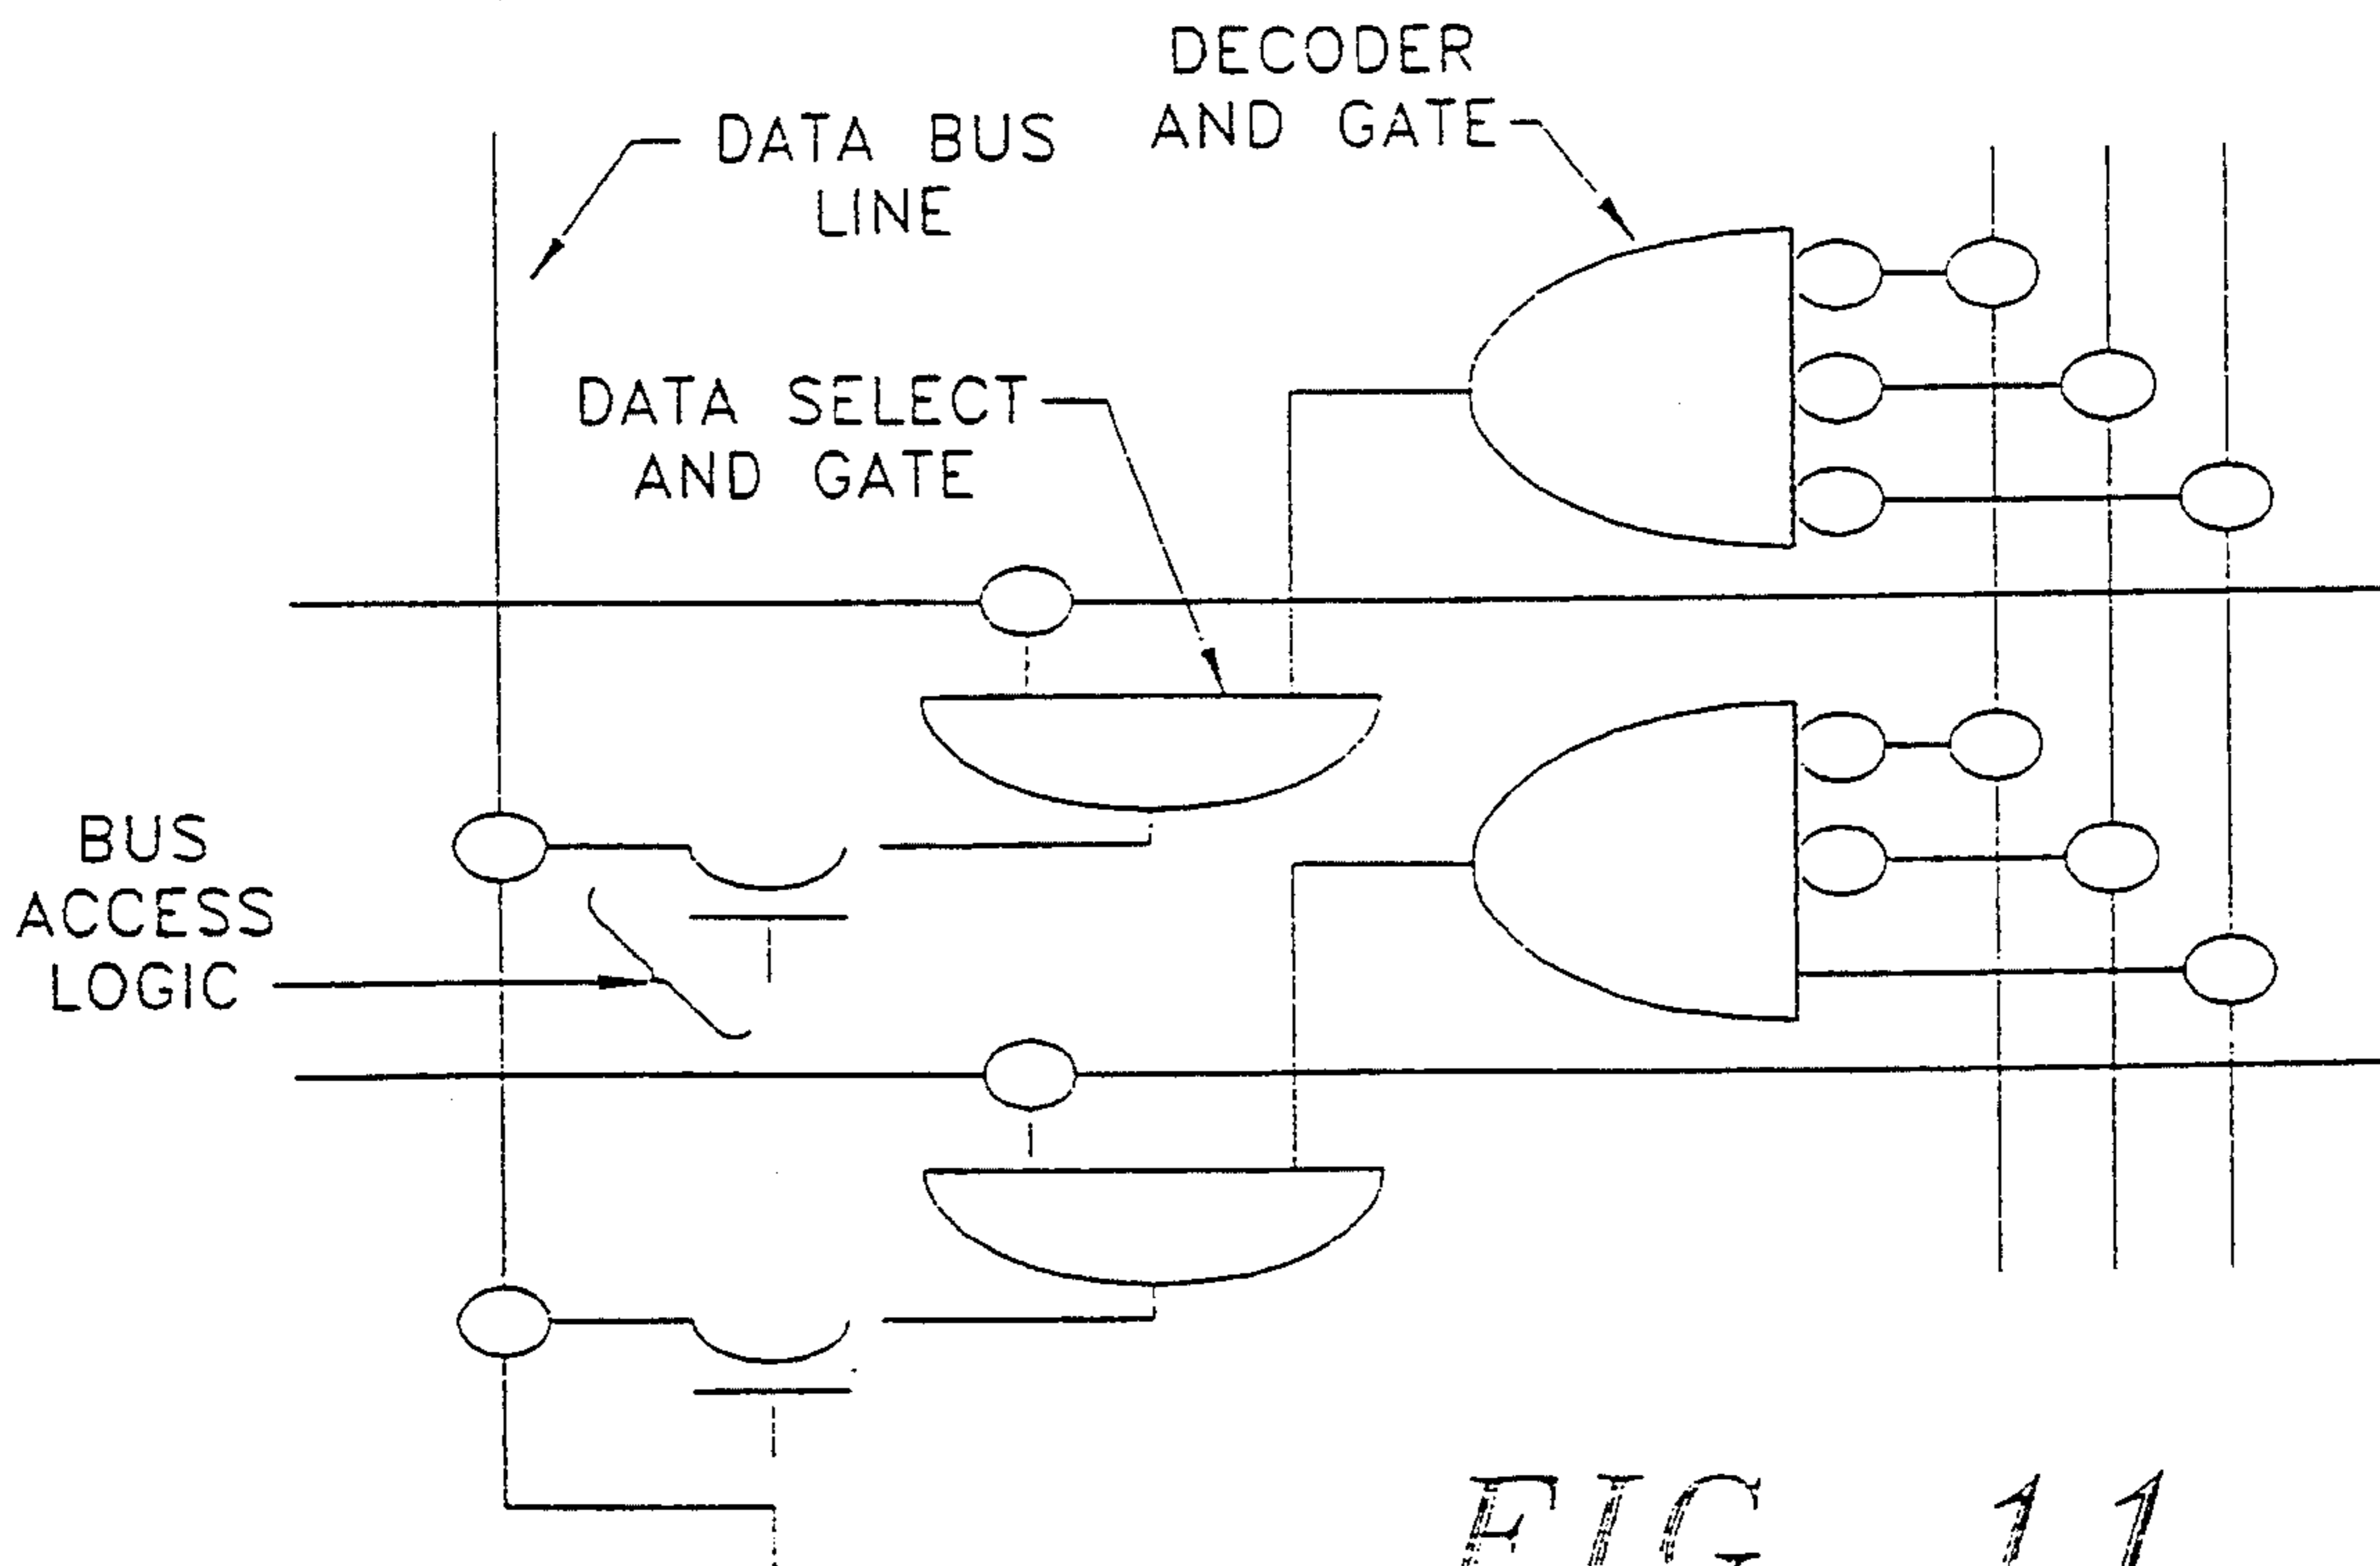 DECODER
AND GATE
DATA BUS
LINE
DATA SELECT
AND GATE
BUS
ACCESS
LOGIC
FIG. 11